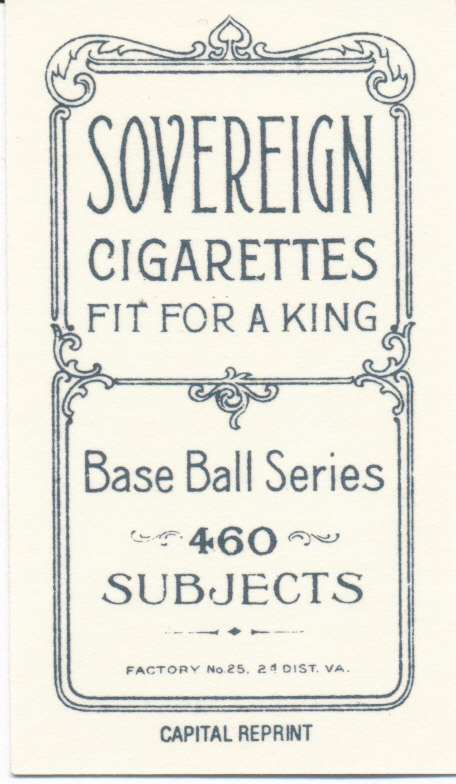 SOVEREIGN
CIGARETTES
FIT FOR A KING
Base Ball Series
460
SUBJECTS
FACTORY No. 25, 2d DIST. VA.
CAPITAL REPRINT